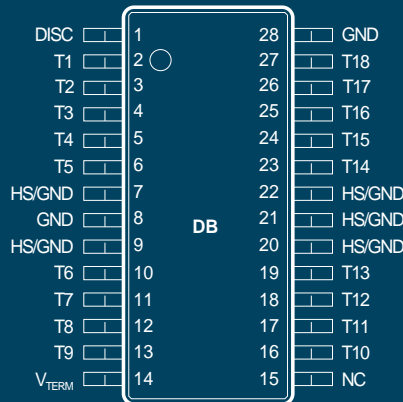 DISC 1 28 GND
T1 2 27 T18
T2 3 26 T17
T3 4 25 T16
T4 5 24 T15
T5 6 23 T14
HS/GND 7 22 HS/GND
GND 8 21 HS/GND
DB
HS/GND 9 20 HS/GND
T6 10 19 T13
T7 11 18 T12
T8 12 17 T11
T9 13 16 T10
VTERM 14 15 NC